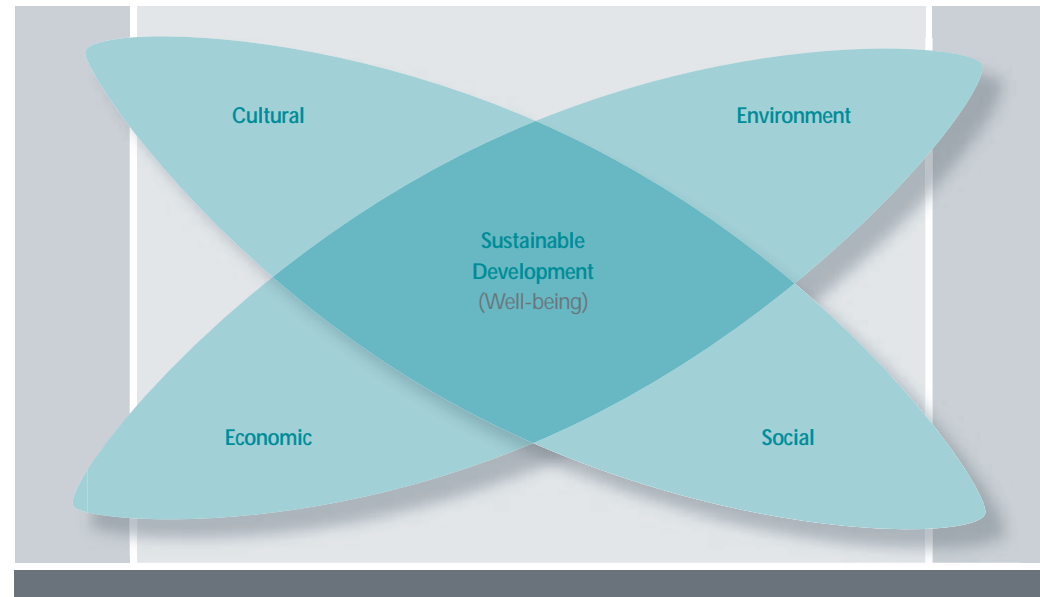 Cultural
Environment
Sustainable
Development
(Well-being)
Economic
Social